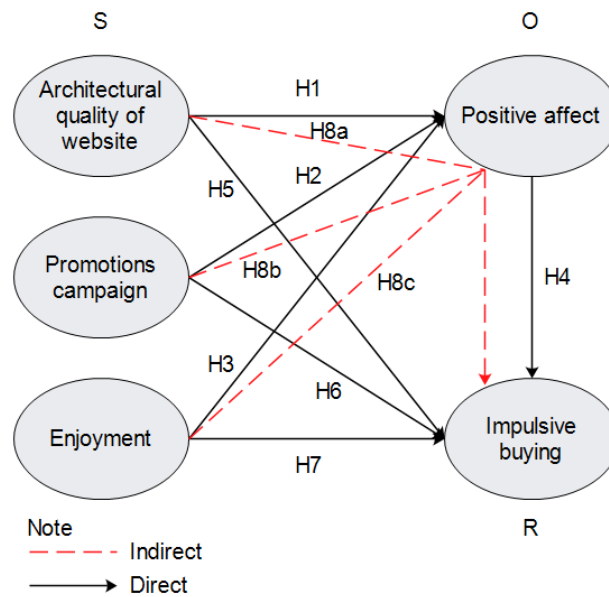 S
O
Architectural
quality of
website
H1
Positive affect
H8a
H5
H2
Promotions
campaign
H8b
H8c
H4
H3
H6
Enjoyment
Impulsive
buying
H7
Note
R
Indirect
Direct